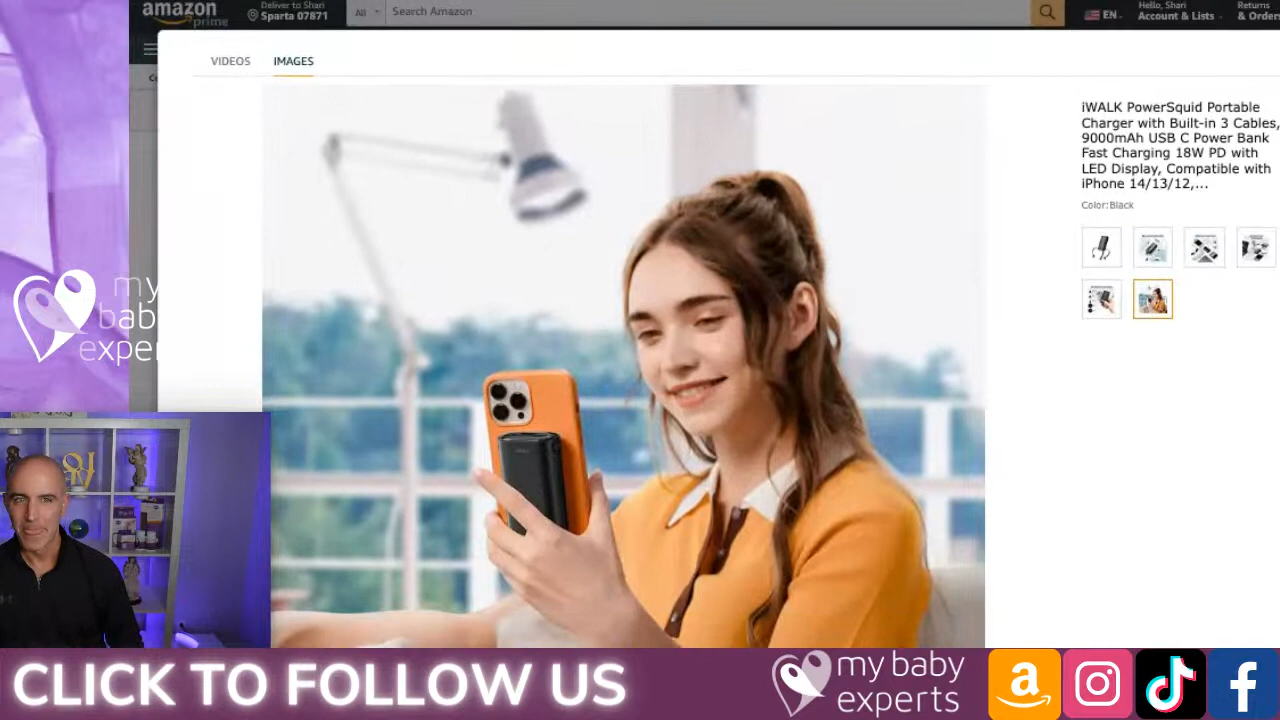 amazon
prime
Deliver to Shari
Sparta 07871
All
Search Amazon
EN
Hello, Shari
Account & Lists
Returns
& Orders
VIDEOS
IMAGES
iWALK PowerSquid Portable
Charger with Built-in 3 Cables,
9000mAh USB C Power Bank
Fast Charging 18W PD with
LED Display, Compatible with
iPhone 14/13/12,...
Color:Black
my
baby
exper
CLICK TO FOLLOW US
my baby
experts
a
f